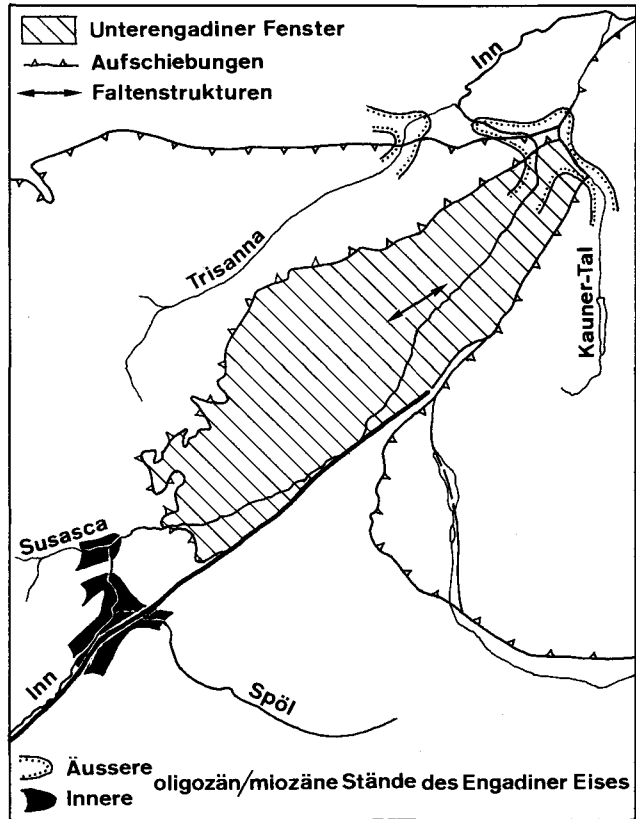 Unterengadiner Fenster
Aufschiebungen
Faltenstrukturen
Inn
Trisanna
Kauner-Tal
Susasca
Inn
Spöl
Äussere
oligozän/miozäne Stände des Engadiner Eises
Innere